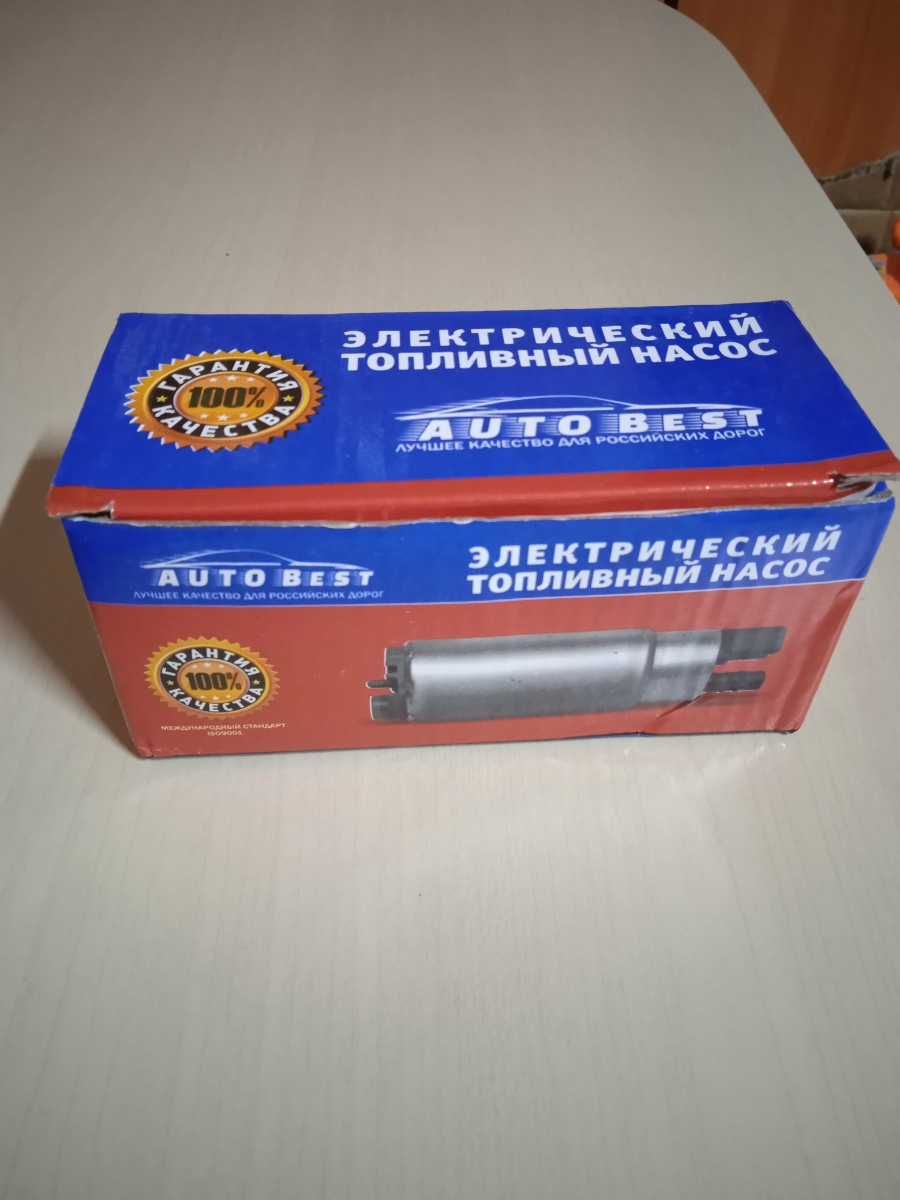 ЭЛЕКТРИЧЕСКИЙ
ТОПЛИВНЫЙ НАСОС
ГАРАНТИЯ
100%
КАЧЕСТВА
AUTO BEST
ЛУЧШЕЕ КАЧЕСТВО ДЛЯ РОССИЙСКИХ ДОРОГ
AUTO BEST
ЛУЧШЕЕ КАЧЕСТВО ДЛЯ РОССИЙСКИХ ДОРОГ
ЭЛЕКТРИЧЕСКИЙ
ТОПЛИВНЫЙ НАСОС
ГАРАНТИЯ
100%
КАЧЕСТВА
МЕЖДУНАРОДНЫЙ СТАНДАРТ
ISO9001